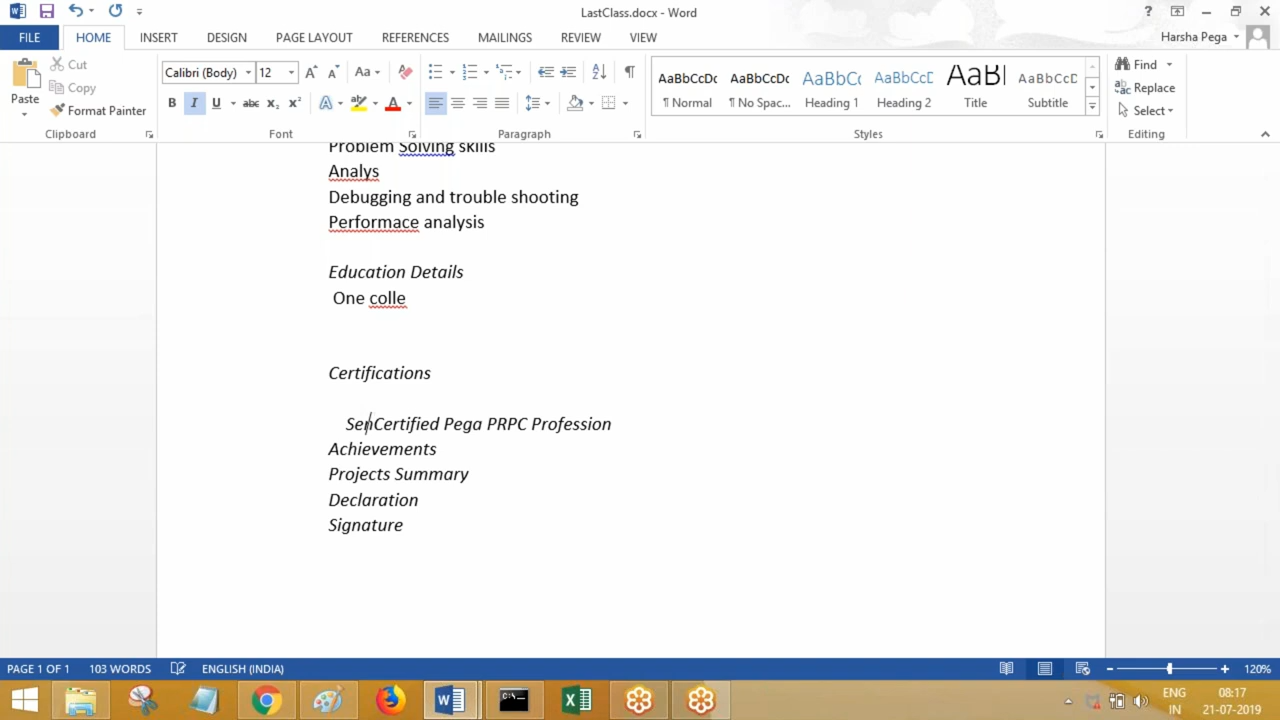 LastClass.docx - Word
?
FILE HOME INSERT DESIGN PAGE LAYOUT REFERENCES MAILINGS REVIEW VIEW
Harsha Pega
Paste
Cut
Copy
Format Painter
Clipboard
Calibri (Body) 12
Font
Paragraph
AaBbCcDc AaBbCcDc AaBbCc AaBbCcD AaB AaBbCcD
¶ Normal ¶ No Spac... Heading 1 Heading 2 Title Subtitle
Styles
Find
Replace
Select
Editing
Problem Solving skills
Analys
Debugging and trouble shooting
Performace analysis
Education Details
One colle
Certifications
SenCertified Pega PRPC Profession
Achievements
Projects Summary
Declaration
Signature
PAGE 1 OF 1 103 WORDS ENGLISH (INDIA) 120%
ENG 08:17
IN 21-07-2019